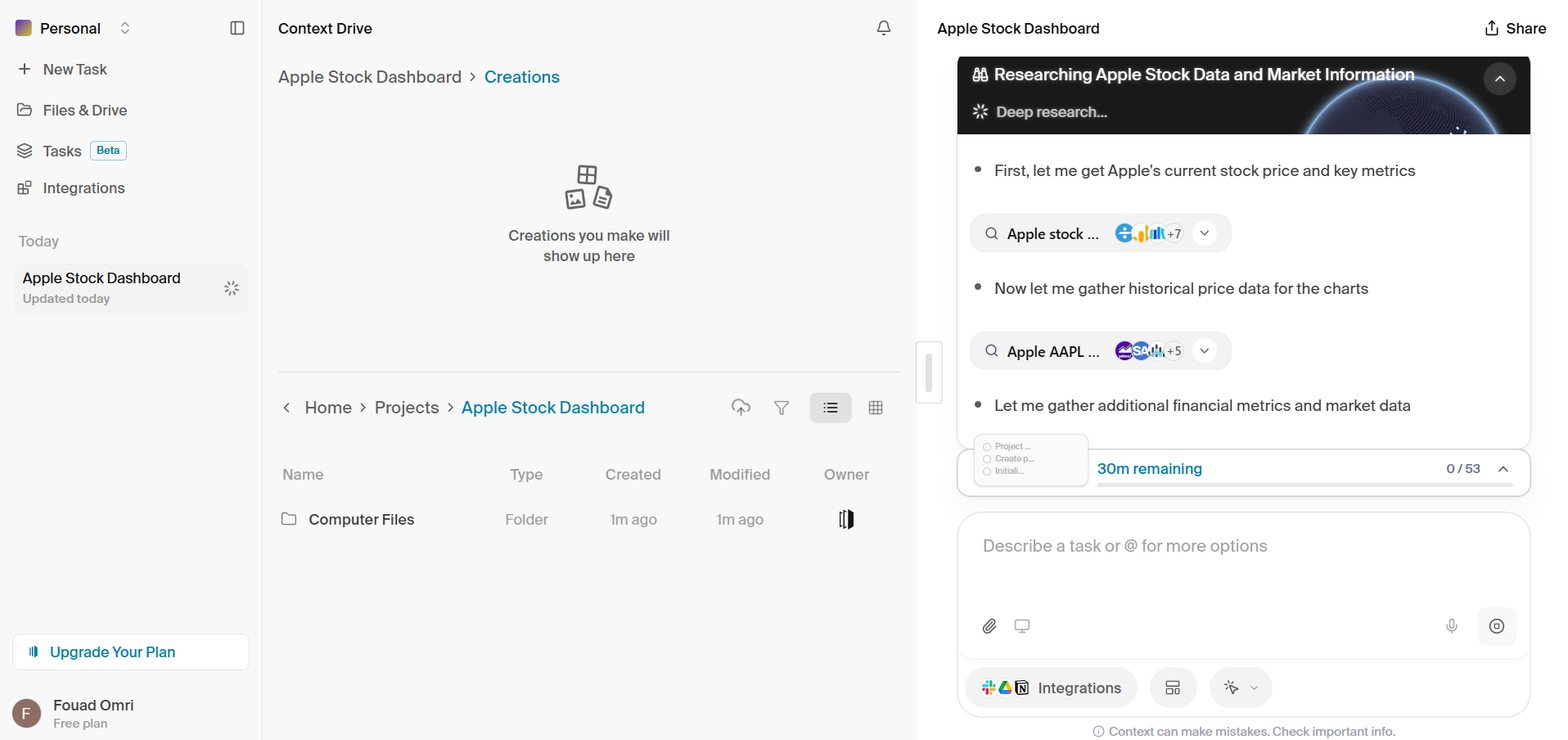 Personal
New Task
Files & Drive
Tasks Beta
Integrations
Today
Apple Stock Dashboard
Updated today
Upgrade Your Plan
F
Fouad Omri
Free plan
Context Drive
Apple Stock Dashboard > Creations
Creations you make will
show up here
Home > Projects > Apple Stock Dashboard
Name Type Created Modified Owner
Computer Files Folder 1m ago 1m ago
Apple Stock Dashboard Share
Researching Apple Stock Data and Market Information
Deep research...
First, let me get Apple's current stock price and key metrics
Apple stock ... +7
Now let me gather historical price data for the charts
Apple AAPL ... SA +5
Let me gather additional financial metrics and market data
Project ...
Create p...
Initiali...
30m remaining 0 / 53
Describe a task or @ for more options
Integrations
Context can make mistakes. Check important info.